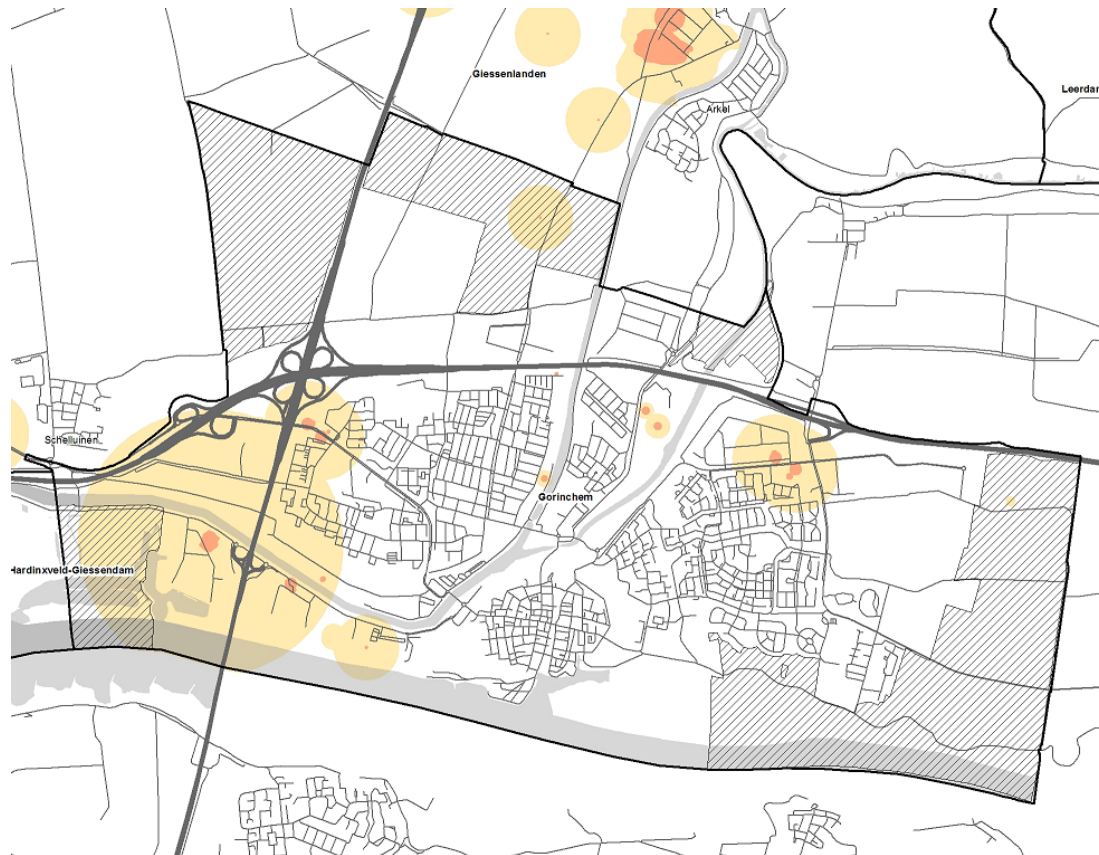 Giessenlanden
Leerdam
Arkel
Schelluinen
Gorinchem
Hardinxveld-Giessendam